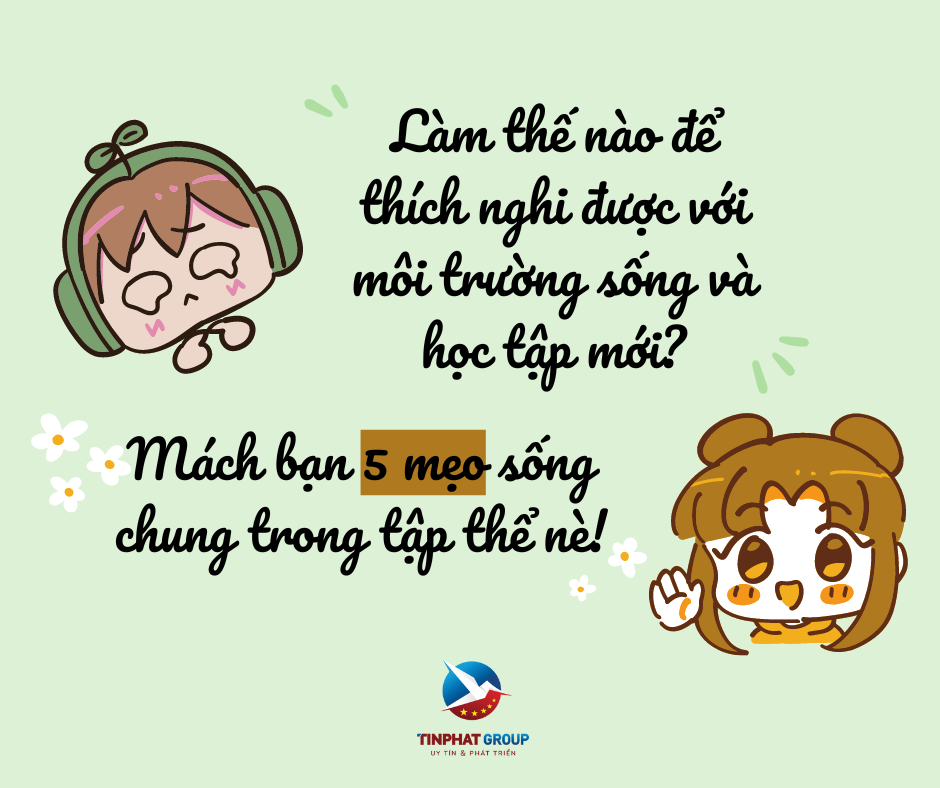 Làm thế nào để
thích nghi được với
môi trường sống và
học tập mới?
Mách bạn 5 mẹo sống
chung trong tập thể nè!
TINPHAT GROUP
UY TÍN & PHÁT TRIỂN